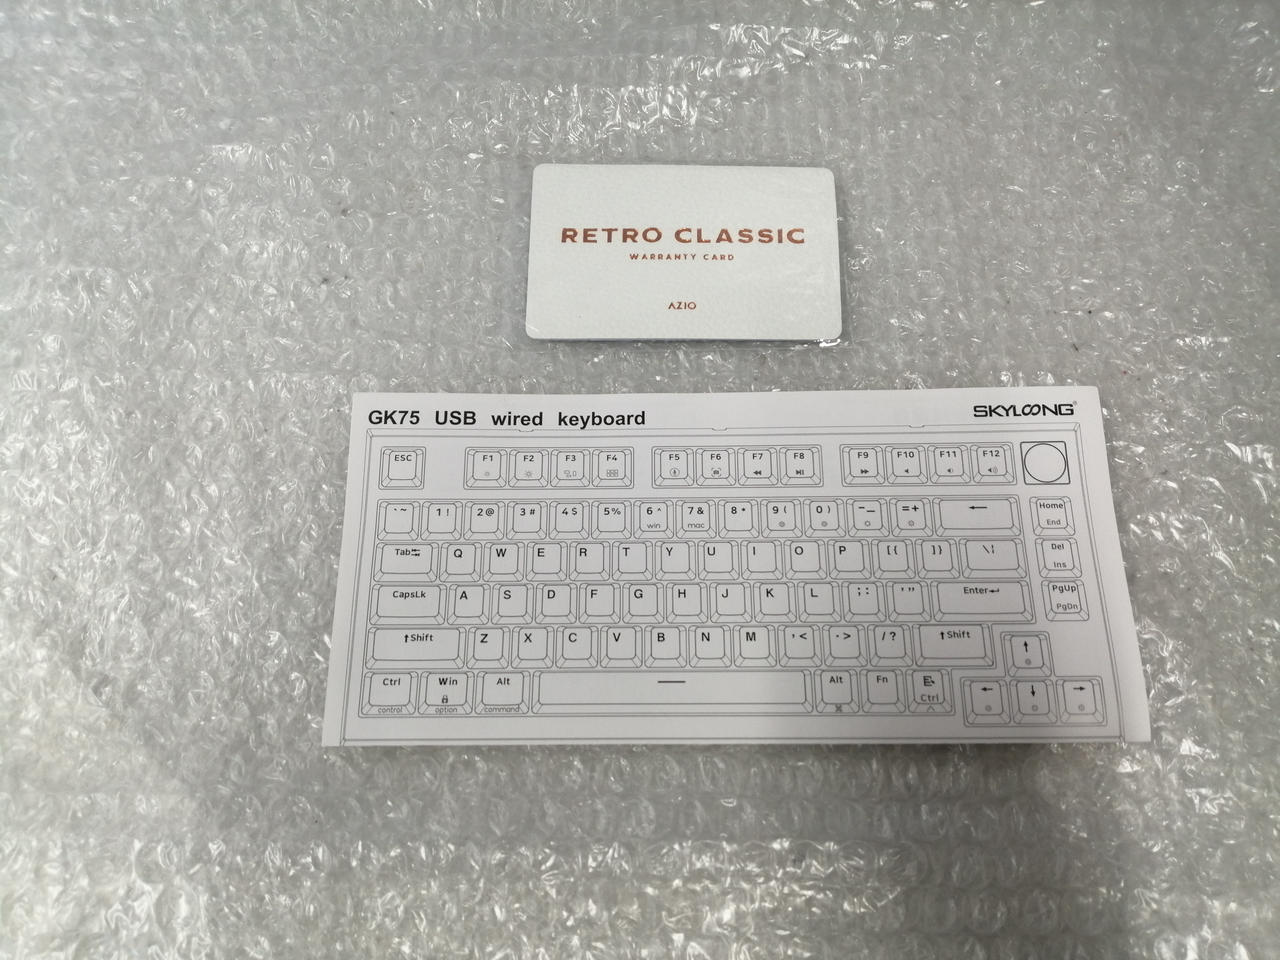 RETRO CLASSIC
WARRANTY CARD
AZIO
GK75 USB wired keyboard
SKYLOONG®
ESC F1 F2 F3 F4 F5 F6 F7 F8 F9 F10 F11 F12
`~ 1! 2@ 3# 4$ 5% 6^ 7& 8* 9( 0) -_ =+ ← Home
win mac End
Tab Q W E R T Y U I O P [{ ]} \¦ Del
Ins
CapsLk A S D F G H J K L ;: '" Enter↵ PgUp
PgDn
↑Shift Z X C V B N M ,< .> /? ↑Shift ↑
Ctrl Win Alt — Alt Fn Ctrl ← ↓ →
control option command ⌘ ^